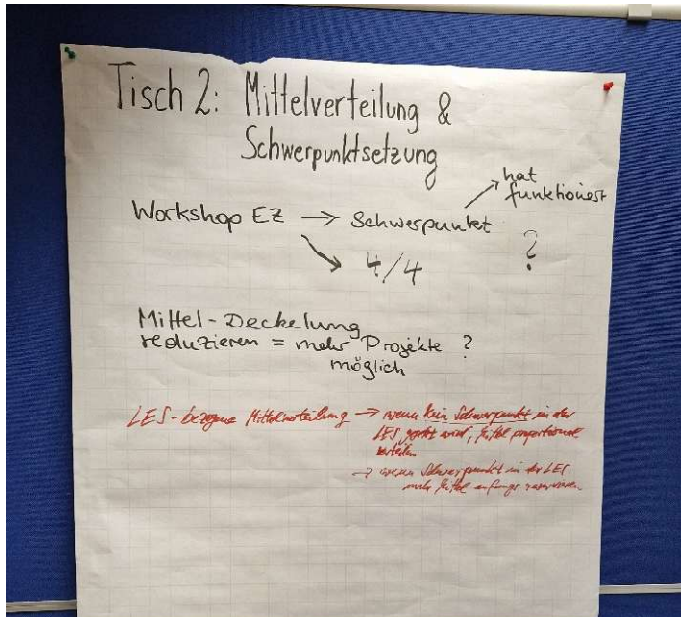 Tisch 2: Mittelverteilung &
Schwerpunktsetzung
hat
funktioniert
Workshop EZ → Schwerpunkt
?
4/4
Mittel-Deckelung
reduzieren = mehr Projekte ?
möglich
LES-bezogene Mittelverteilung → wenn kein Schwerpunkt in der
LES gesetzt wird, Mittel proportional
verteilen
→ wenn Schwerpunkt in der LES
mehr Mittel anfangs